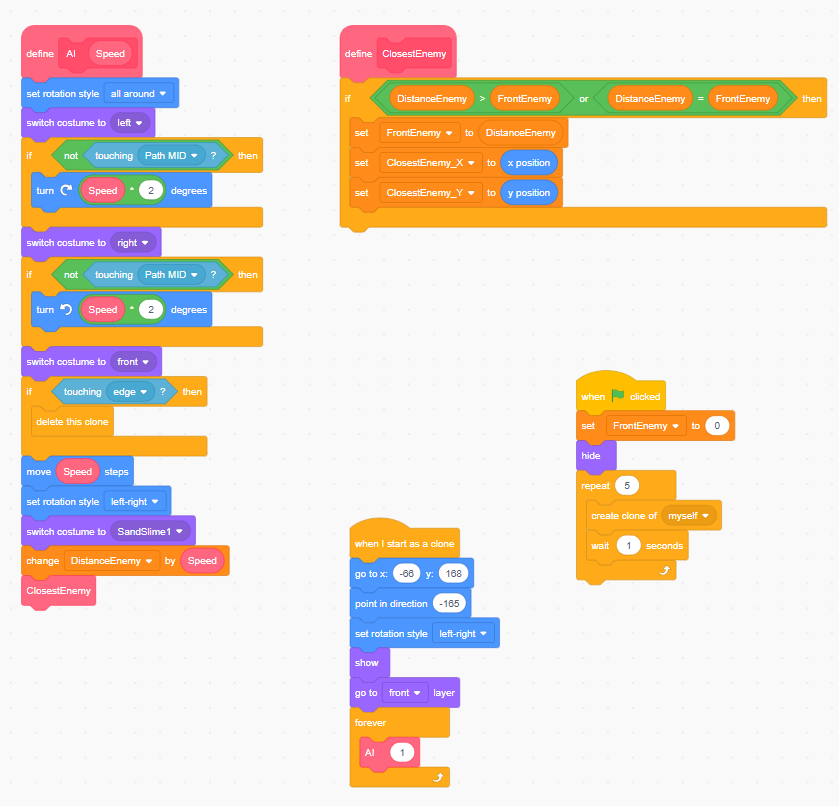 define AI Speed
set rotation style all around
switch costume to left
if not touching Path MID ? then
turn Speed * 2 degrees
switch costume to right
if not touching Path MID ? then
turn Speed * 2 degrees
switch costume to front
if touching edge ? then
delete this clone
move Speed steps
set rotation style left-right
switch costume to SandSlime1
change DistanceEnemy by Speed
ClosestEnemy
define ClosestEnemy
if DistanceEnemy > FrontEnemy or DistanceEnemy = FrontEnemy then
set FrontEnemy to DistanceEnemy
set ClosestEnemy_X to x position
set ClosestEnemy_Y to y position
when I start as a clone
go to x: -66 y: 168
point in direction -165
set rotation style left-right
show
go to front layer
forever
AI 1
when clicked
set FrontEnemy to 0
hide
repeat 5
create clone of myself
wait 1 seconds